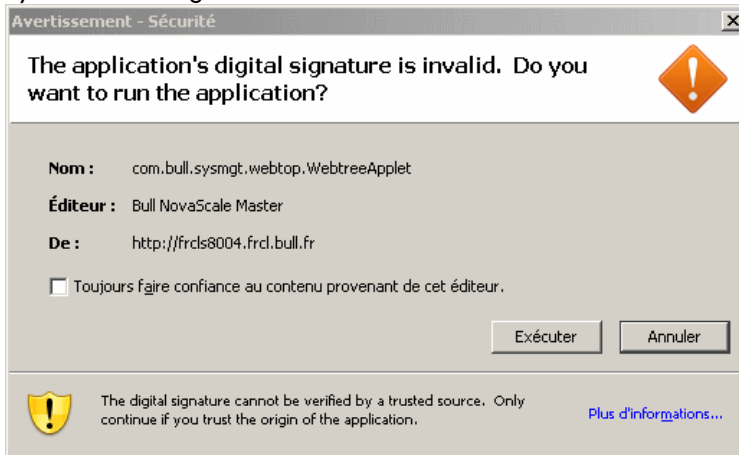 Avertissement - Sécurité
The application's digital signature is invalid. Do you
want to run the application?
Nom : com.bull.sysmgt.webtop.WebtreeApplet
Éditeur : Bull NovaScale Master
De : http://frcls8004.frcl.bull.fr
Toujours faire confiance au contenu provenant de cet éditeur.
Exécuter Annuler
The digital signature cannot be verified by a trusted source. Only
continue if you trust the origin of the application.
Plus d'informations...